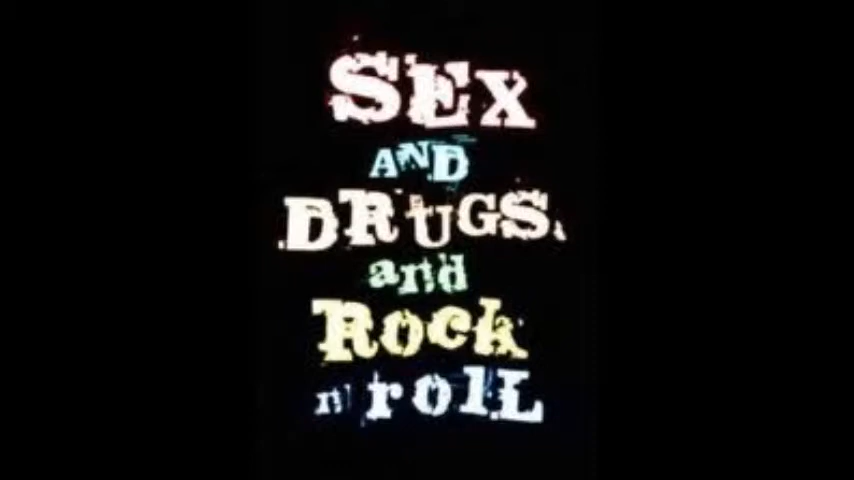 SEX
AND
DRUGS
and
Rock
n' roll